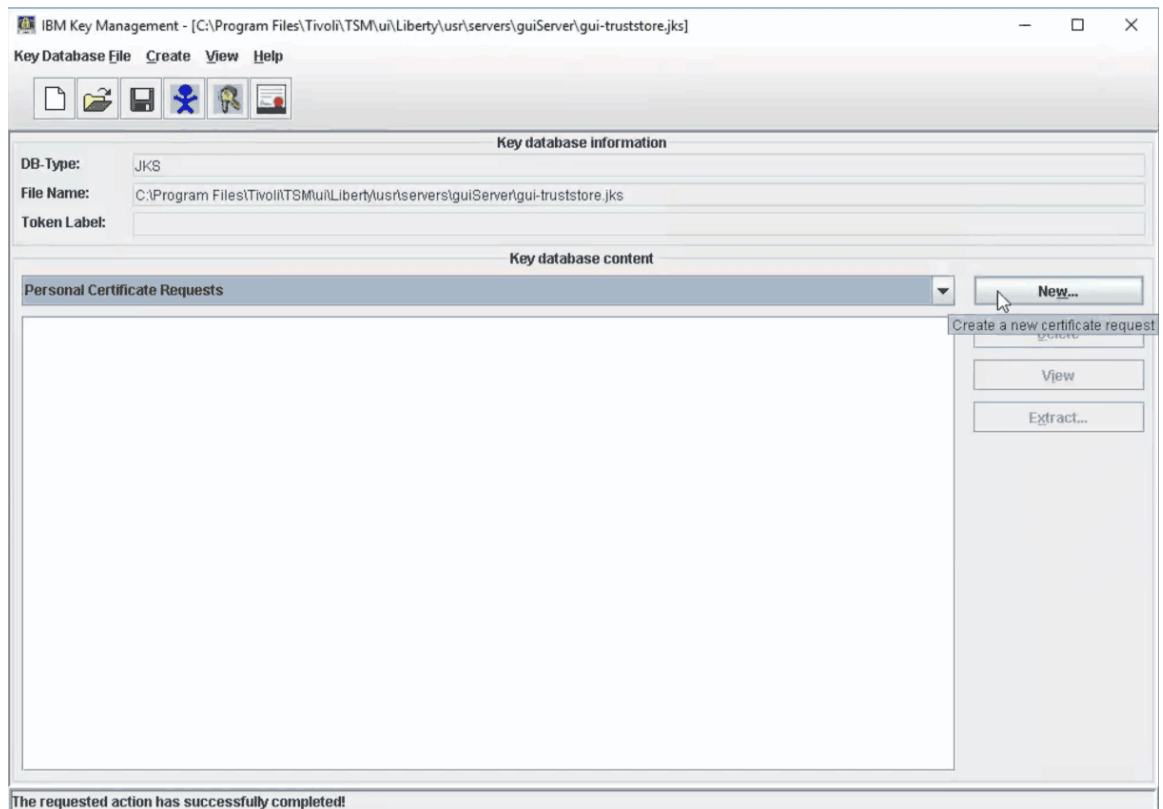 IBM Key Management - [C:\Program Files\Tivoli\TSM\ui\Liberty\usr\servers\guiServer\gui-truststore.jks]
Key Database File Create View Help
Key database information
DB-Type: JKS
File Name: C:\Program Files\Tivoli\TSM\ui\Liberty\usr\servers\guiServer\gui-truststore.jks
Token Label:
Key database content
Personal Certificate Requests
New...
Create a new certificate request
Delete
View
Extract...
The requested action has successfully completed!